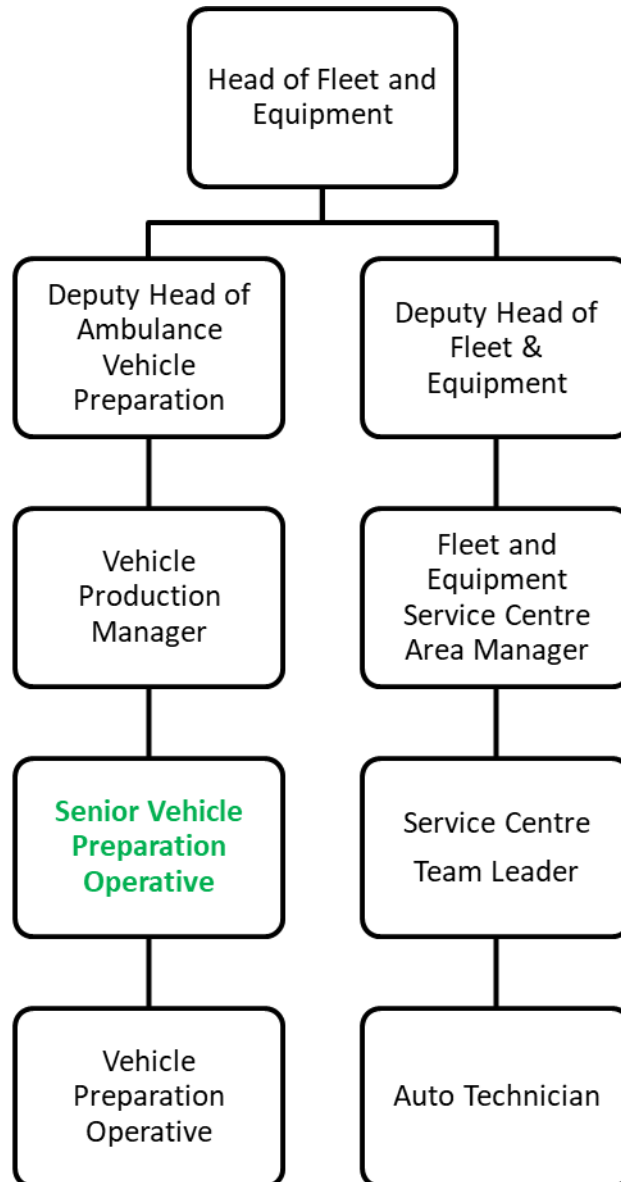 Head of Fleet and
Equipment
Deputy Head of
Ambulance
Vehicle
Preparation
Deputy Head of
Fleet &
Equipment
Vehicle
Production
Manager
Fleet and
Equipment
Service Centre
Area Manager
Senior Vehicle
Preparation
Operative
Service Centre
Team Leader
Vehicle
Preparation
Operative
Auto Technician